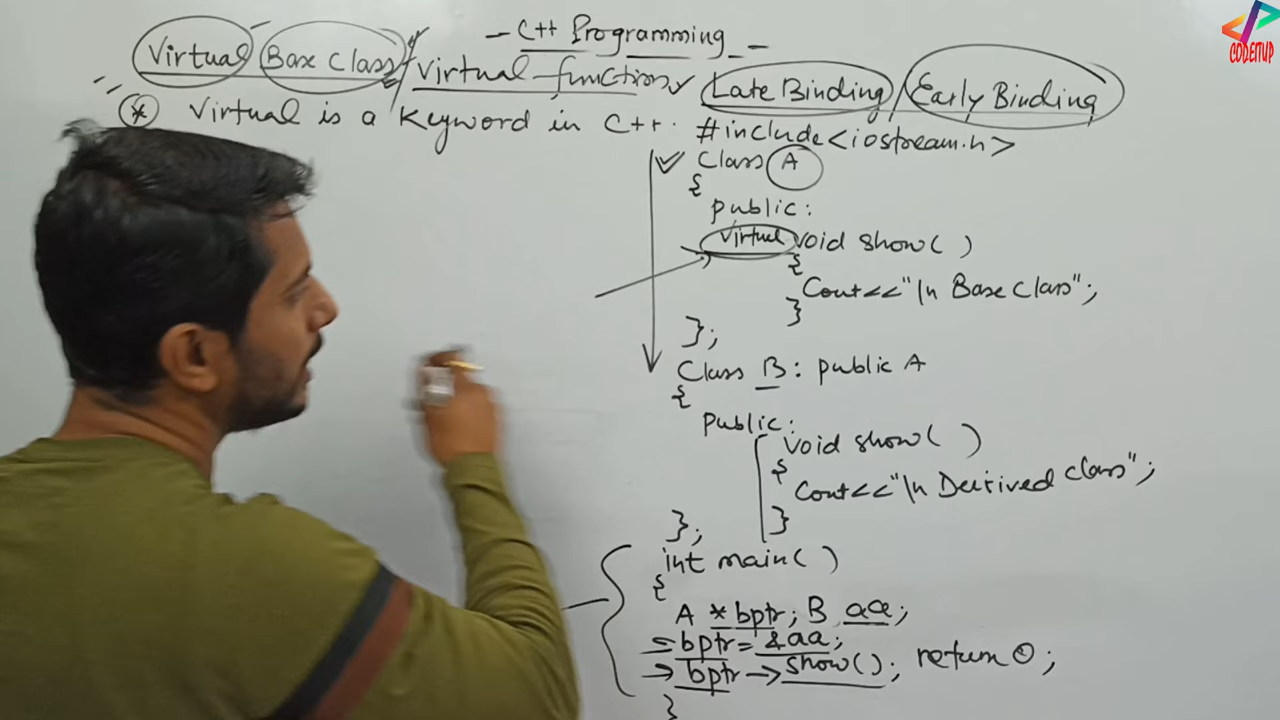 - C++ Programming -
CODEITUP
Virtual Base Class / Virtual functions Late Binding / Early Binding
* Virtual is a Keyword in C++.
#include<iostream.h>
Class A
{
public:
Virtual void show( )
{
Cout<<"\n Base Class";
}
};
Class B : public A
{
public:
void show( )
{
Cout<<"\n Derived class";
}
};
int main( )
{
A *bptr; B aa;
bptr = &aa;
bptr -> show(); return 0;
}